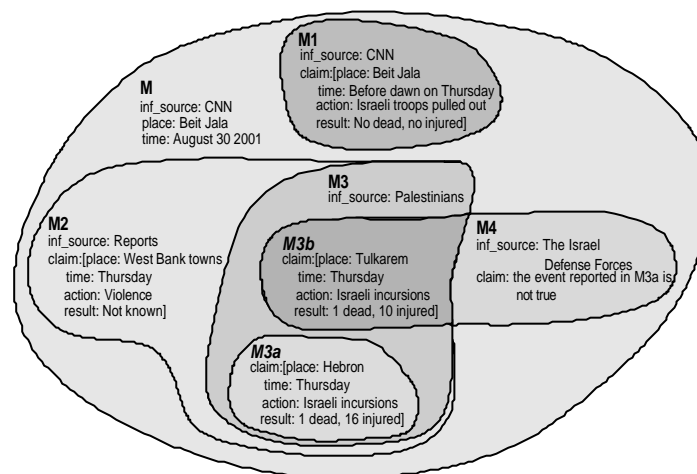 M1
inf_source: CNN
claim:[place: Beit Jala
time: Before dawn on Thursday
action: Israeli troops pulled out
result: No dead, no injured]
M
inf_source: CNN
place: Beit Jala
time: August 30 2001
M3
inf_source: Palestinians
M2
inf_source: Reports
claim:[place: West Bank towns
time: Thursday
action: Violence
result: Not known]
M3b
claim:[place: Tulkarem
time: Thursday
action: Israeli incursions
result: 1 dead, 10 injured]
M4
inf_source: The Israel
Defense Forces
claim: the event reported in M3a is
not true
M3a
claim:[place: Hebron
time: Thursday
action: Israeli incursions
result: 1 dead, 16 injured]